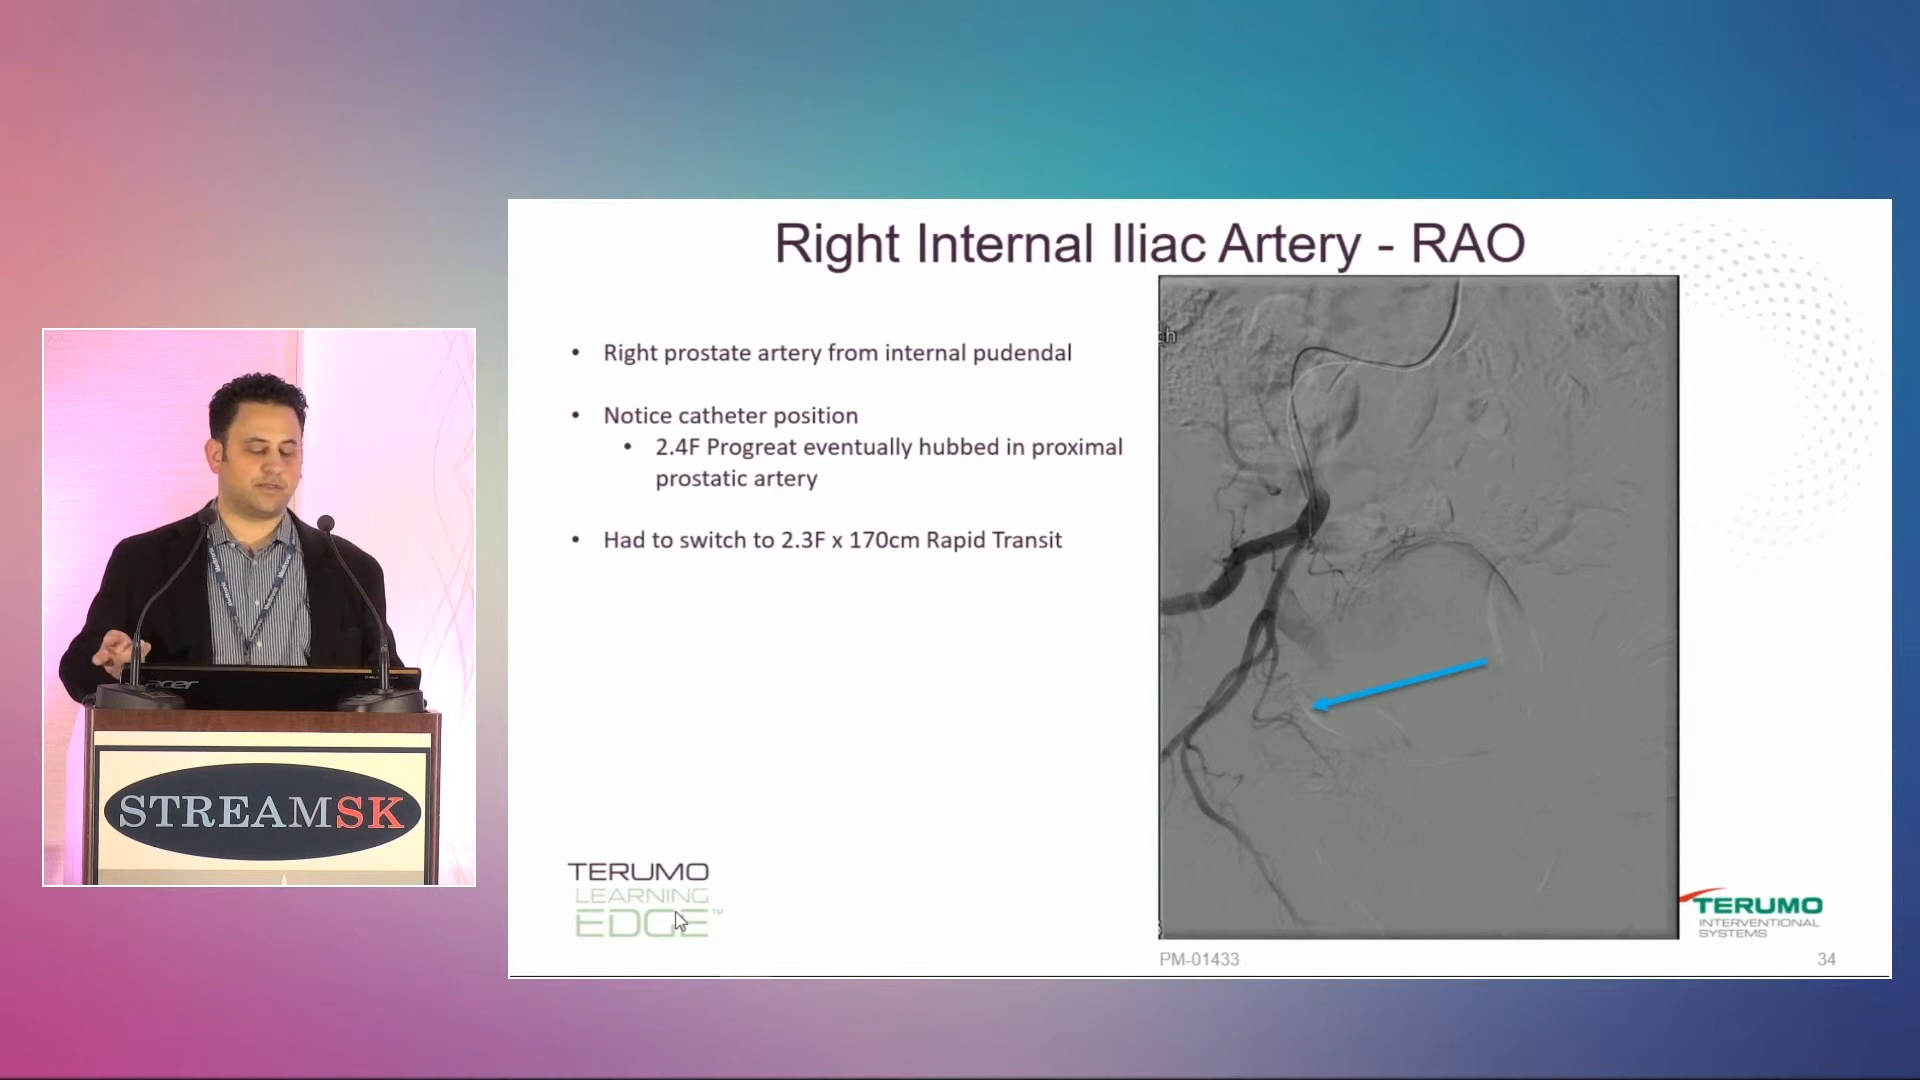 Right Internal Iliac Artery - RAO
• Right prostate artery from internal pudendal
• Notice catheter position
• 2.4F Progreat eventually hubbed in proximal
prostatic artery
• Had to switch to 2.3F x 170cm Rapid Transit
acer
STREAMSK
TERUMO
LEARNING
EDGE
TERUMO
INTERVENTIONAL
SYSTEMS
PM-01433
34